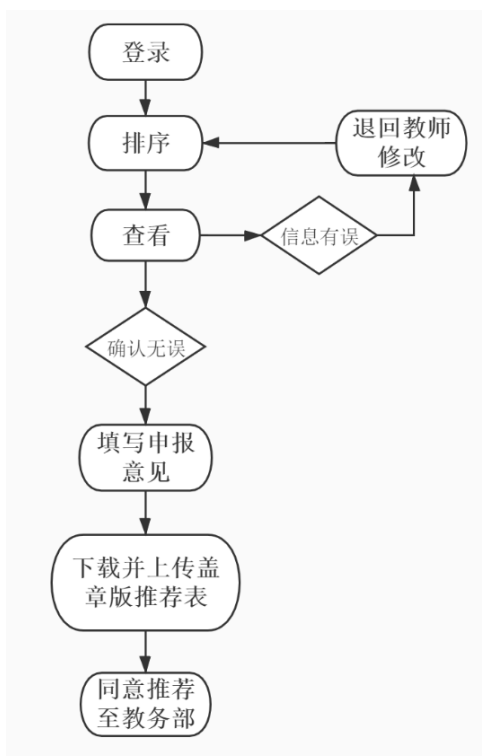 登录
排序
退回教师
修改
查看
信息有误
确认无误
填写申报
意见
下载并上传盖
章版推荐表
同意推荐
至教务部